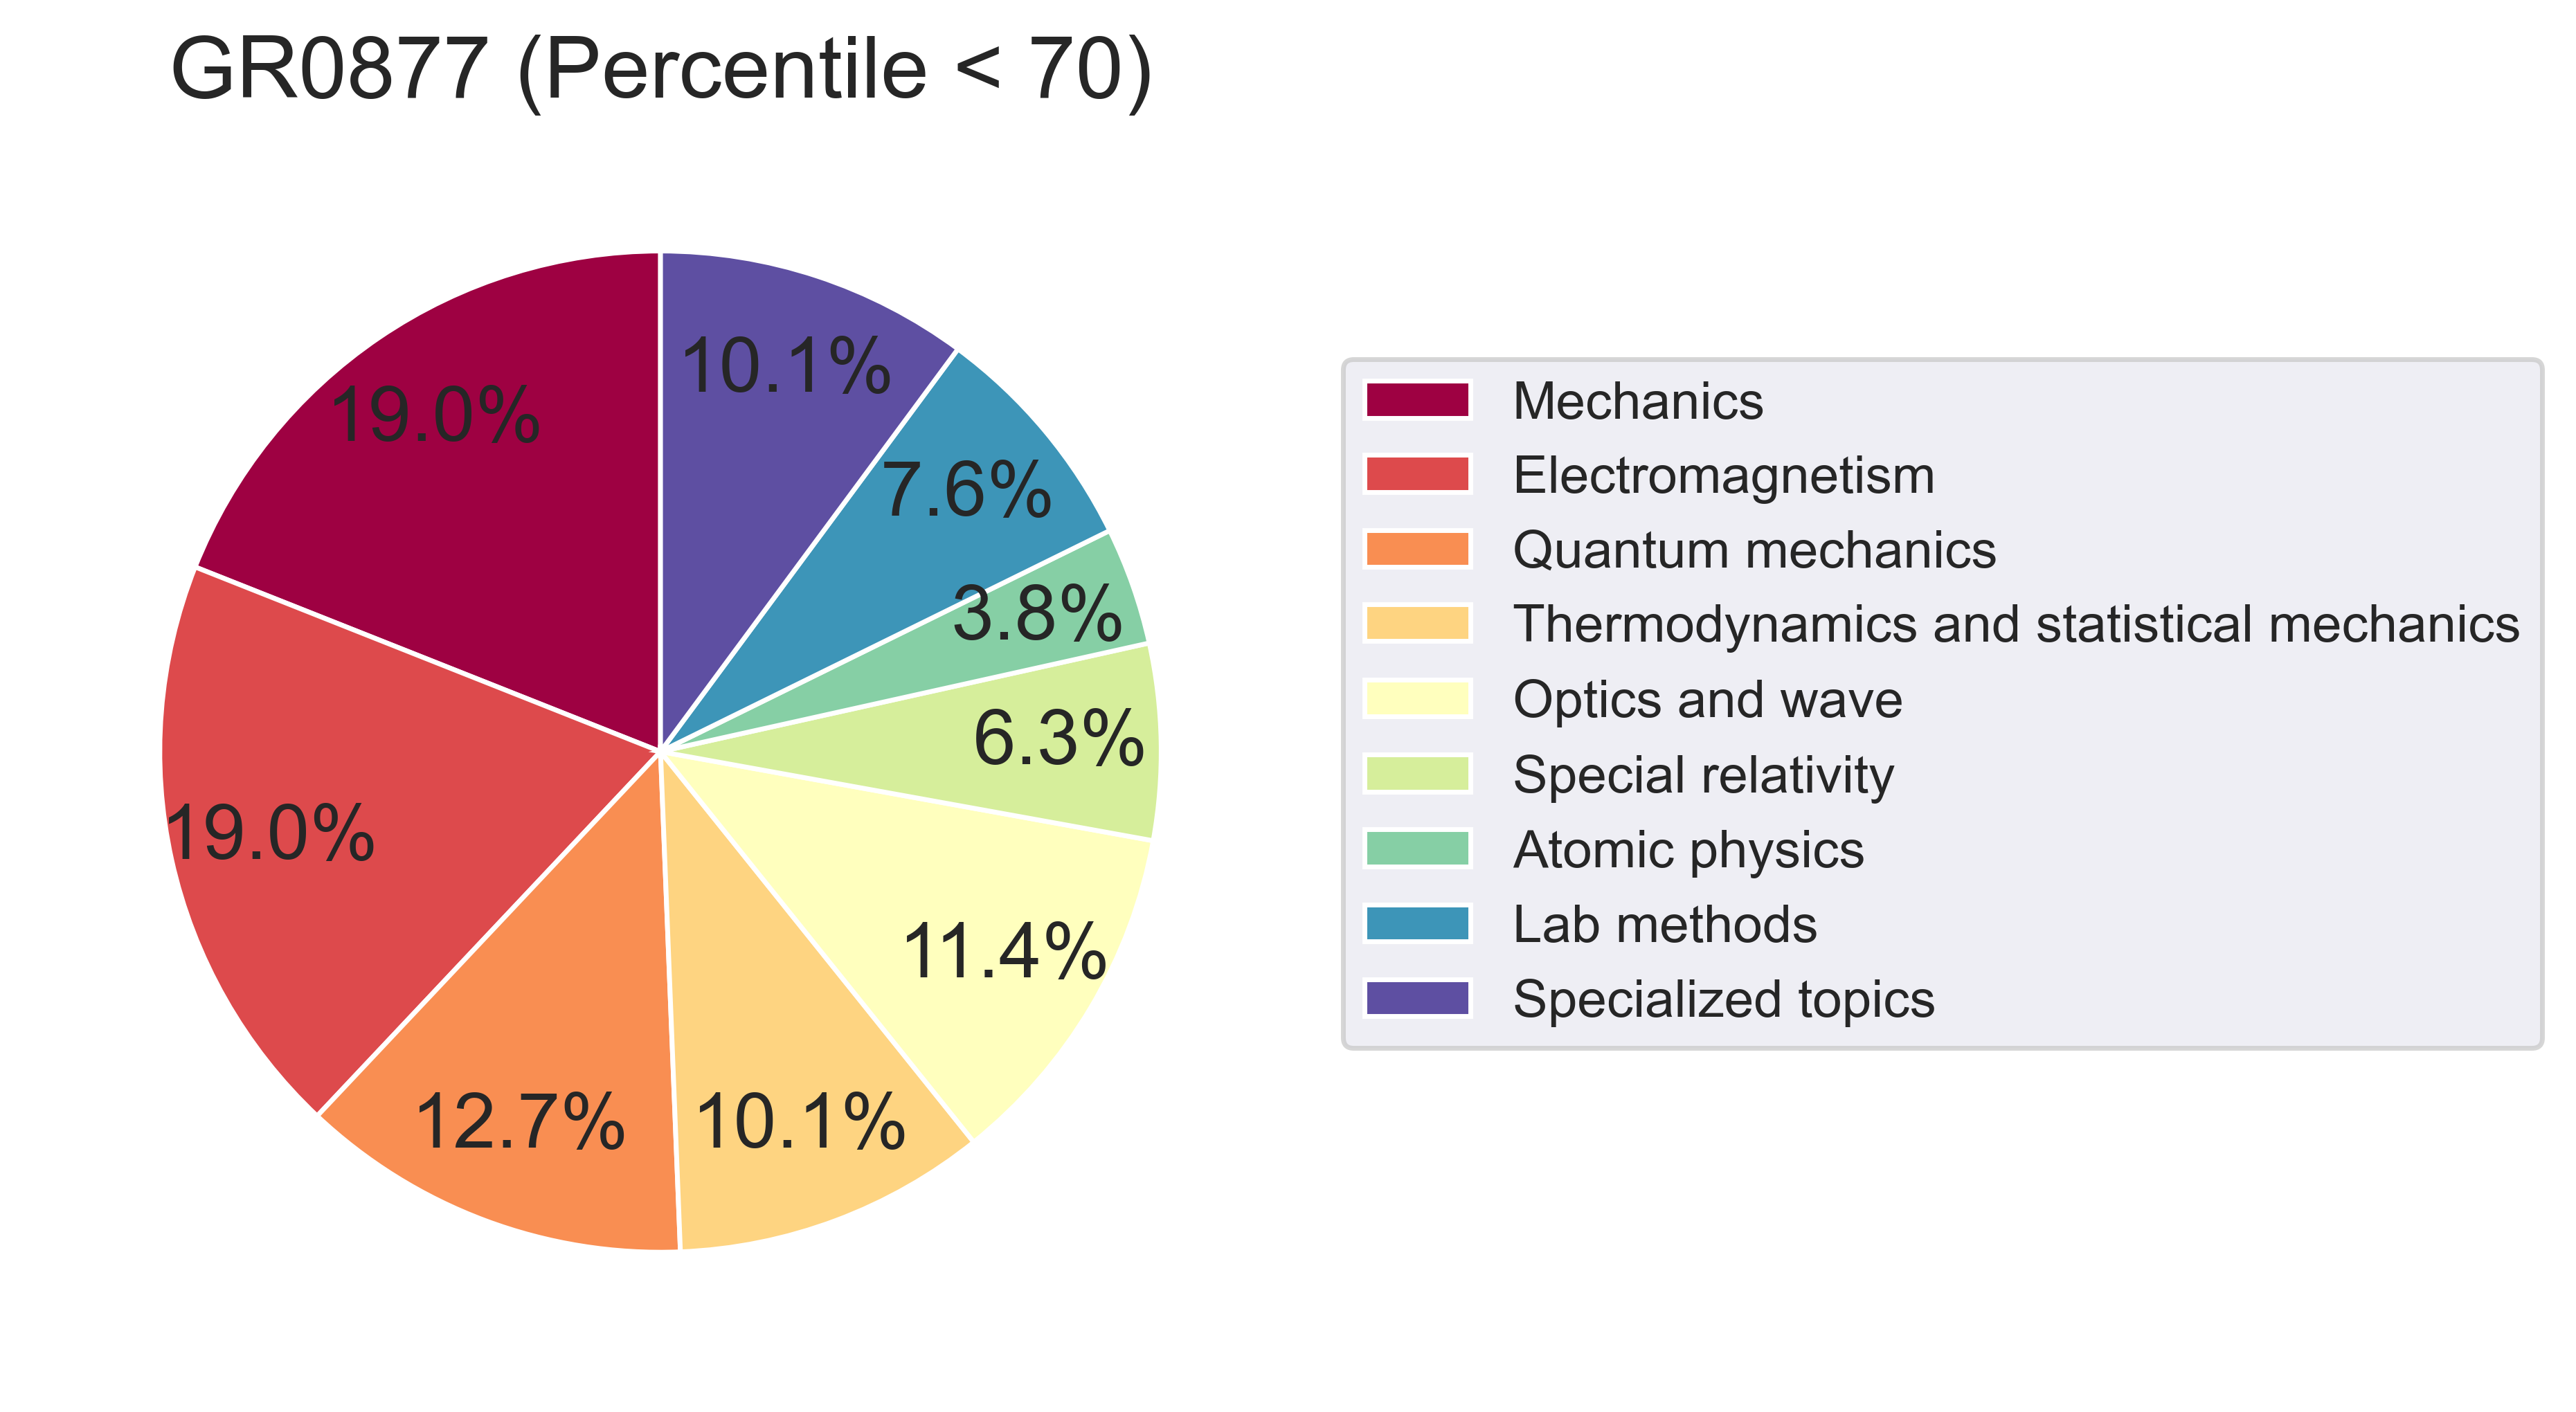 GR0877 (Percentile < 70)
10.1%
19.0%
7.6%
3.8%
6.3%
19.0%
11.4%
12.7%
10.1%
Mechanics
Electromagnetism
Quantum mechanics
Thermodynamics and statistical mechanics
Optics and wave
Special relativity
Atomic physics
Lab methods
Specialized topics